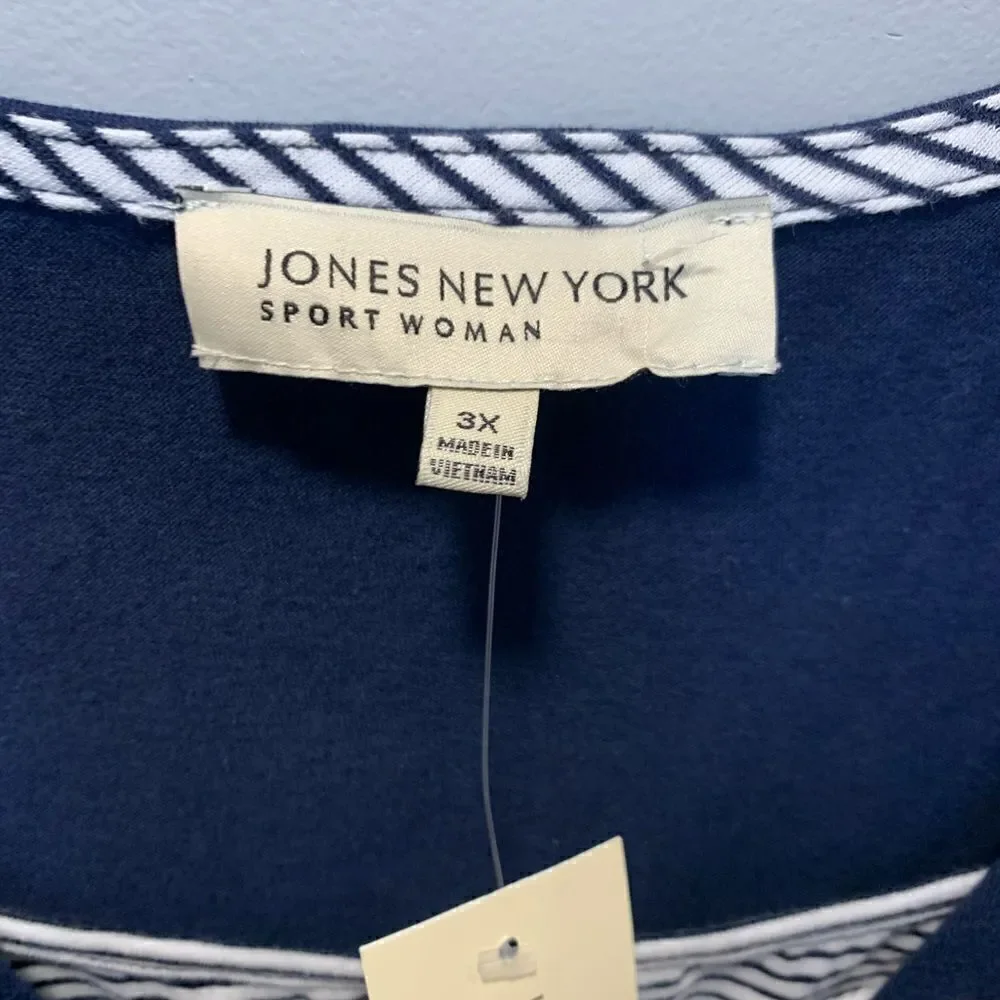 JONES NEW YORK
SPORT WOMAN
3X
MADE IN
VIETNAM